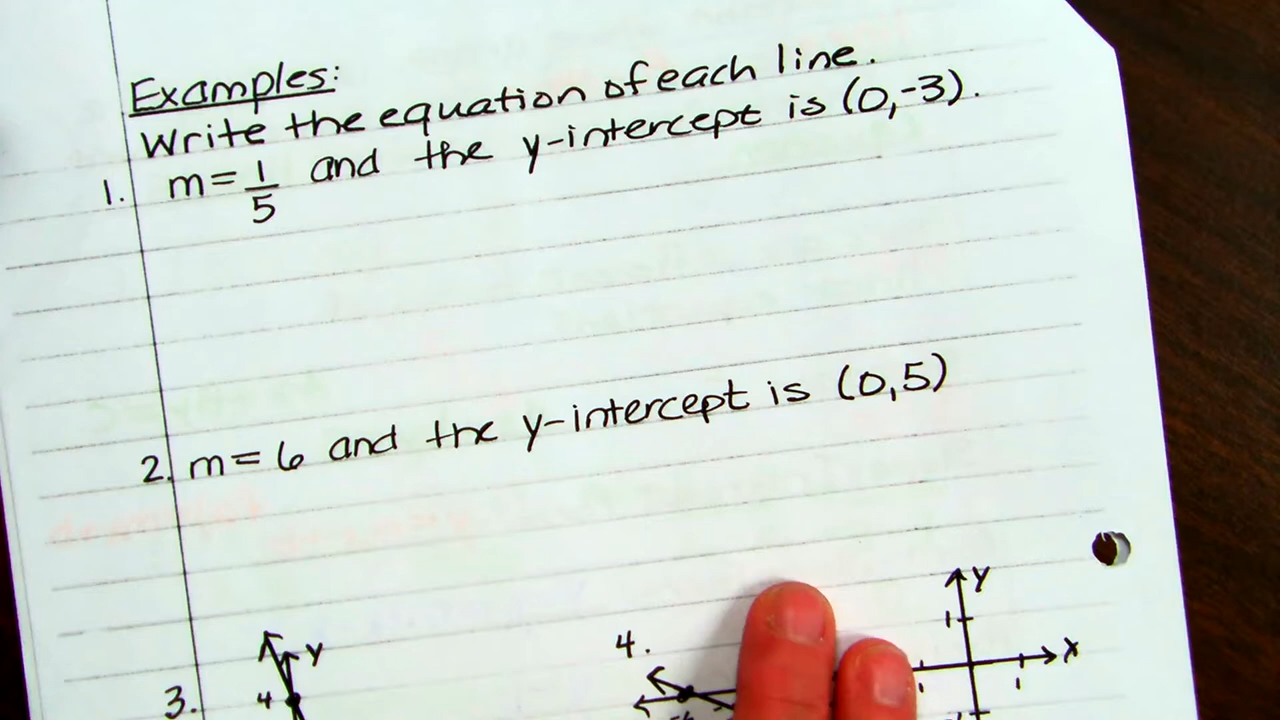 Examples:
Write the equation of each line.
1. m = 1/5 and the y-intercept is (0,-3).
2. m = 6 and the y-intercept is (0,5)
3.
y
4
4.
y
1
x
1
1